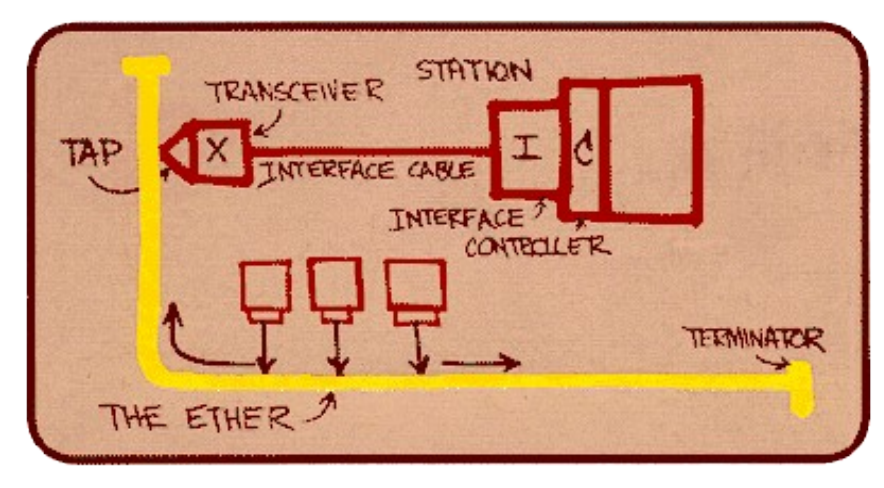 STATION
TRANSCEIVER
TAP
X
I
C
INTERFACE CABLE
INTERFACE
CONTROLLER
TERMINATOR
THE ETHER